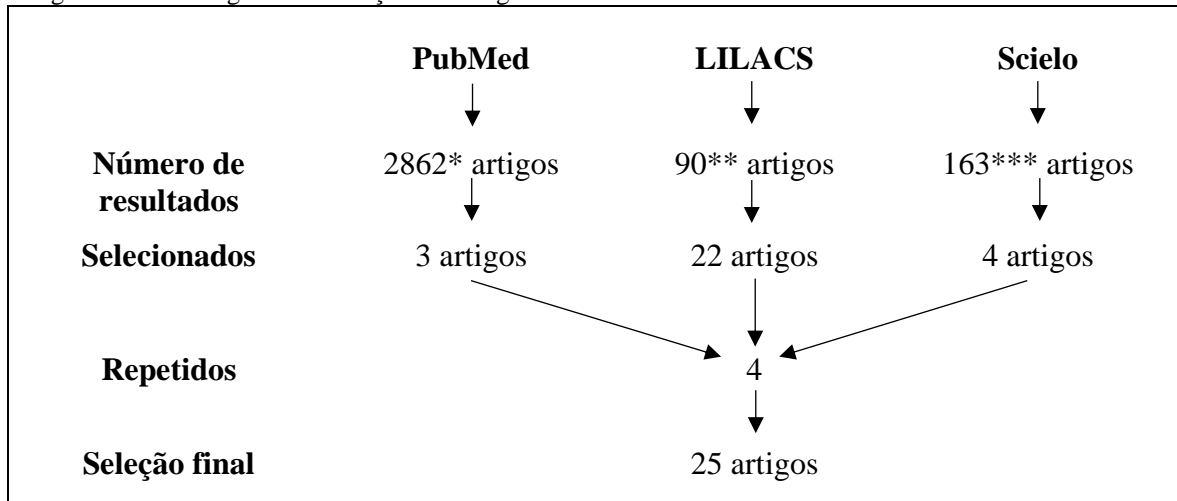 PubMed LILACS Scielo
Número de 2862* artigos 90** artigos 163*** artigos
resultados
Selecionados 3 artigos 22 artigos 4 artigos
Repetidos 4
Seleção final 25 artigos